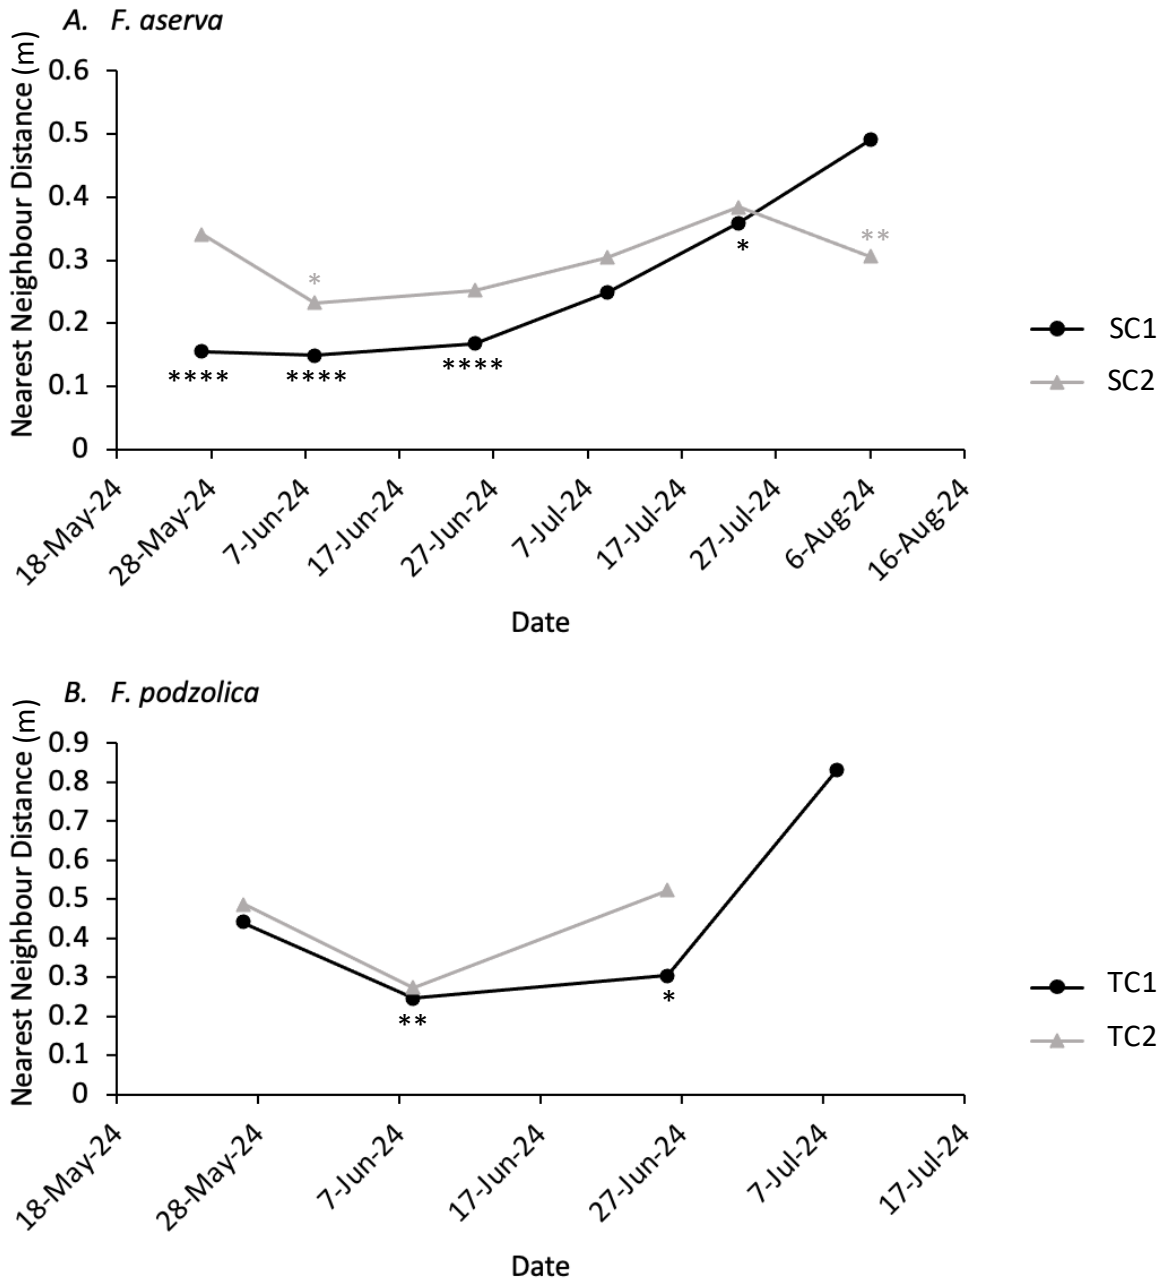 A. F. aserva
Nearest Neighbour Distance (m)
0.6
0.5
0.4
0.3
0.2
0.1
0
*
**
*
****
****
****
SC1
SC2
18-May-24
28-May-24
7-Jun-24
17-Jun-24
27-Jun-24
7-Jul-24
17-Jul-24
27-Jul-24
6-Aug-24
16-Aug-24
Date
B. F. podzolica
Nearest Neighbour Distance (m)
0.9
0.8
0.7
0.6
0.5
0.4
0.3
0.2
0.1
0
**
*
TC1
TC2
18-May-24
28-May-24
7-Jun-24
17-Jun-24
27-Jun-24
7-Jul-24
17-Jul-24
Date